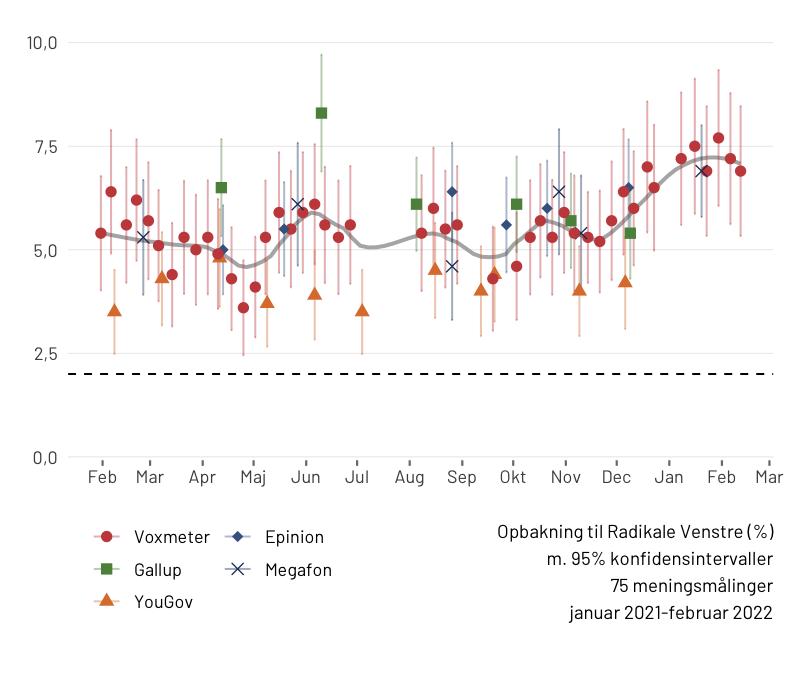 10,0
7,5
5,0
2,5
0,0
Feb Mar Apr Maj Jun Jul Aug Sep Okt Nov Dec Jan Feb Mar
Voxmeter Epinion
Gallup Megafon
YouGov
Opbakning til Radikale Venstre (%)
m. 95% konfidensintervaller
75 meningsmålinger
januar 2021-februar 2022